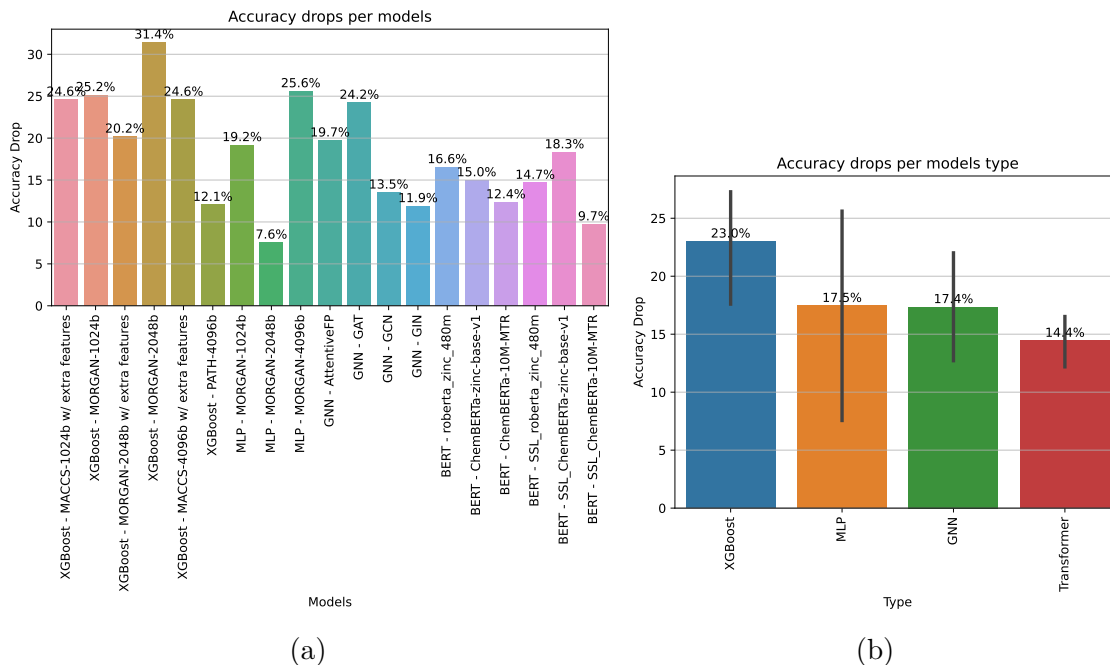 Accuracy drops per models
Accuracy Drop
30
25
20
15
10
5
0
24.6%
25.2%
20.2%
31.4%
24.6%
12.1%
19.2%
7.6%
25.6%
19.7%
24.2%
13.5%
11.9%
16.6%
15.0%
12.4%
14.7%
18.3%
9.7%
XGBoost - MACCS-1024b w/ extra features
XGBoost - MORGAN-1024b
XGBoost - MORGAN-2048b w/ extra features
XGBoost - MORGAN-2048b
XGBoost - MACCS-4096b w/ extra features
XGBoost - PATH-4096b
MLP - MORGAN-1024b
MLP - MORGAN-2048b
MLP - MORGAN-4096b
GNN - AttentiveFP
GNN - GAT
GNN - GCN
GNN - GIN
BERT - roberta_zinc_480m
BERT - ChemBERTa-zinc-base-v1
BERT - ChemBERTa-10M-MTR
BERT - SSL_roberta_zinc_480m
BERT - SSL_ChemBERTa-zinc-base-v1
BERT - SSL_ChemBERTa-10M-MTR
Models
(a)
Accuracy drops per models type
Accuracy Drop
25
20
15
10
5
0
23.0%
17.5%
17.4%
14.4%
XGBoost
MLP
GNN
Transformer
Type
(b)